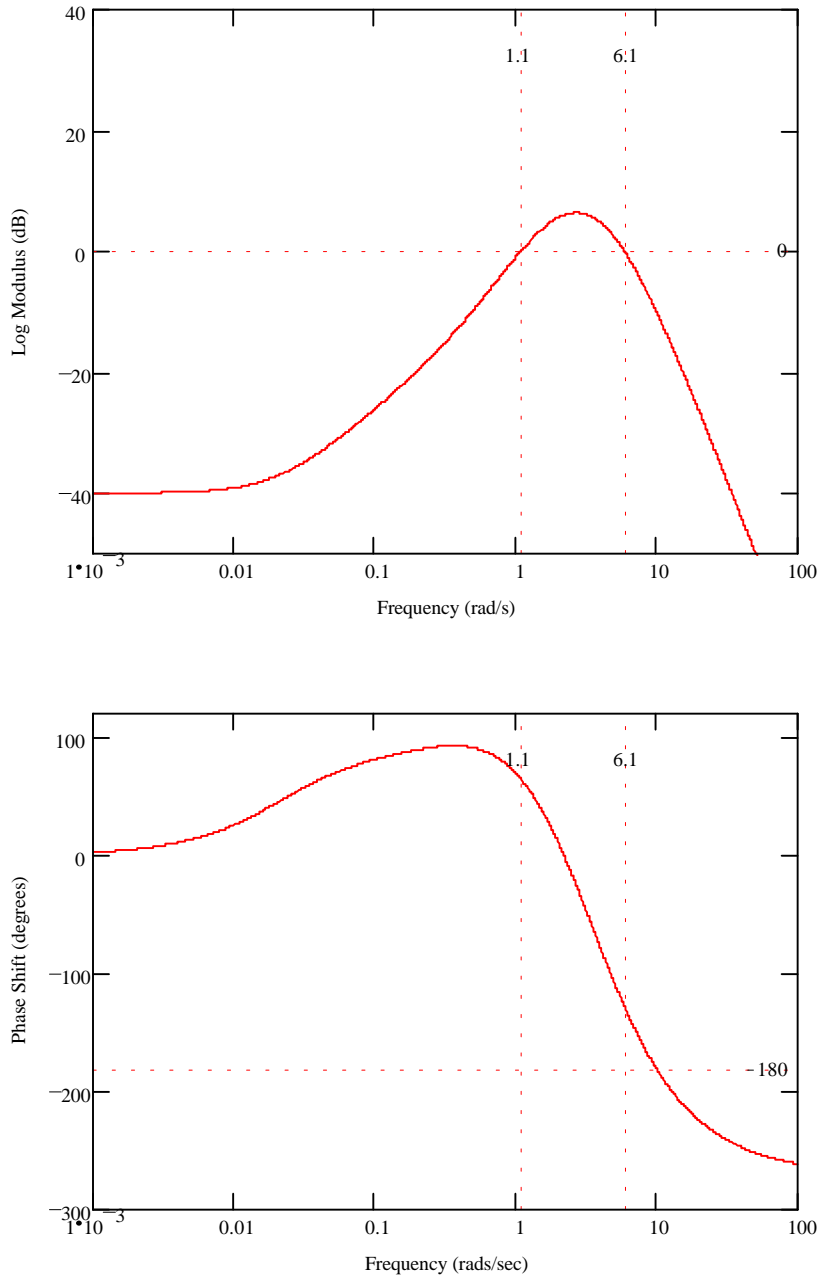 40
1.1 6.1
20
Log Modulus (dB)
0 0
−20
−40
1•10 −3 0.01 0.1 1 10 100
Frequency (rad/s)
100
1.1 6.1
0
Phase Shift (degrees)
−100
−180
−200
−300
1•10 −3 0.01 0.1 1 10 100
Frequency (rads/sec)